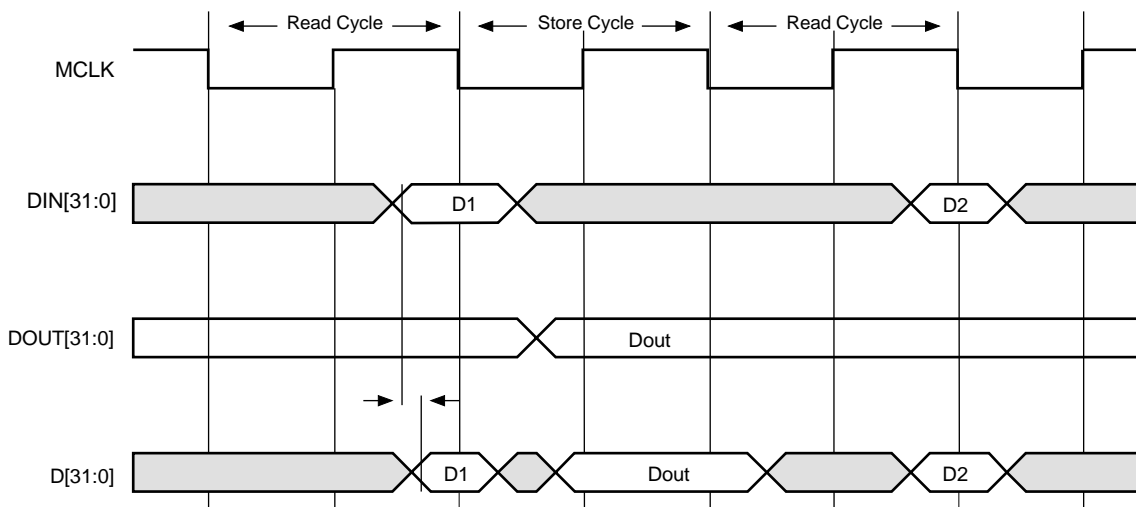 Read Cycle Store Cycle Read Cycle
MCLK
DIN[31:0] D1 D2
DOUT[31:0] Dout
D[31:0] D1 Dout D2